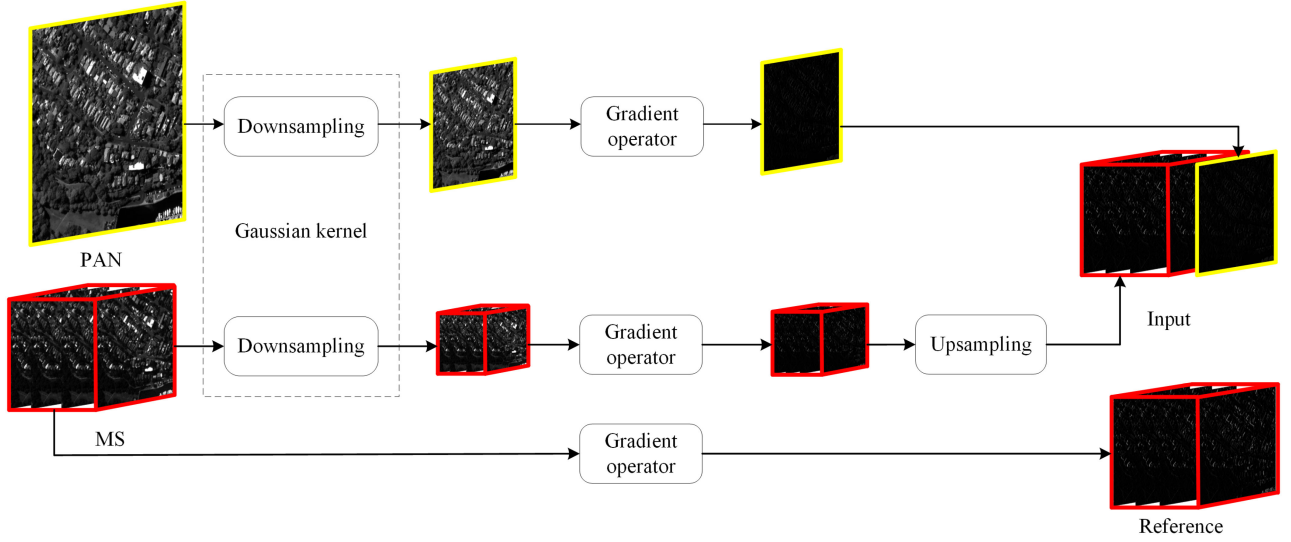 Downsampling
Gradient
operator
Gaussian kernel
PAN
Downsampling
Gradient
operator
Upsampling
Input
MS
Gradient
operator
Reference